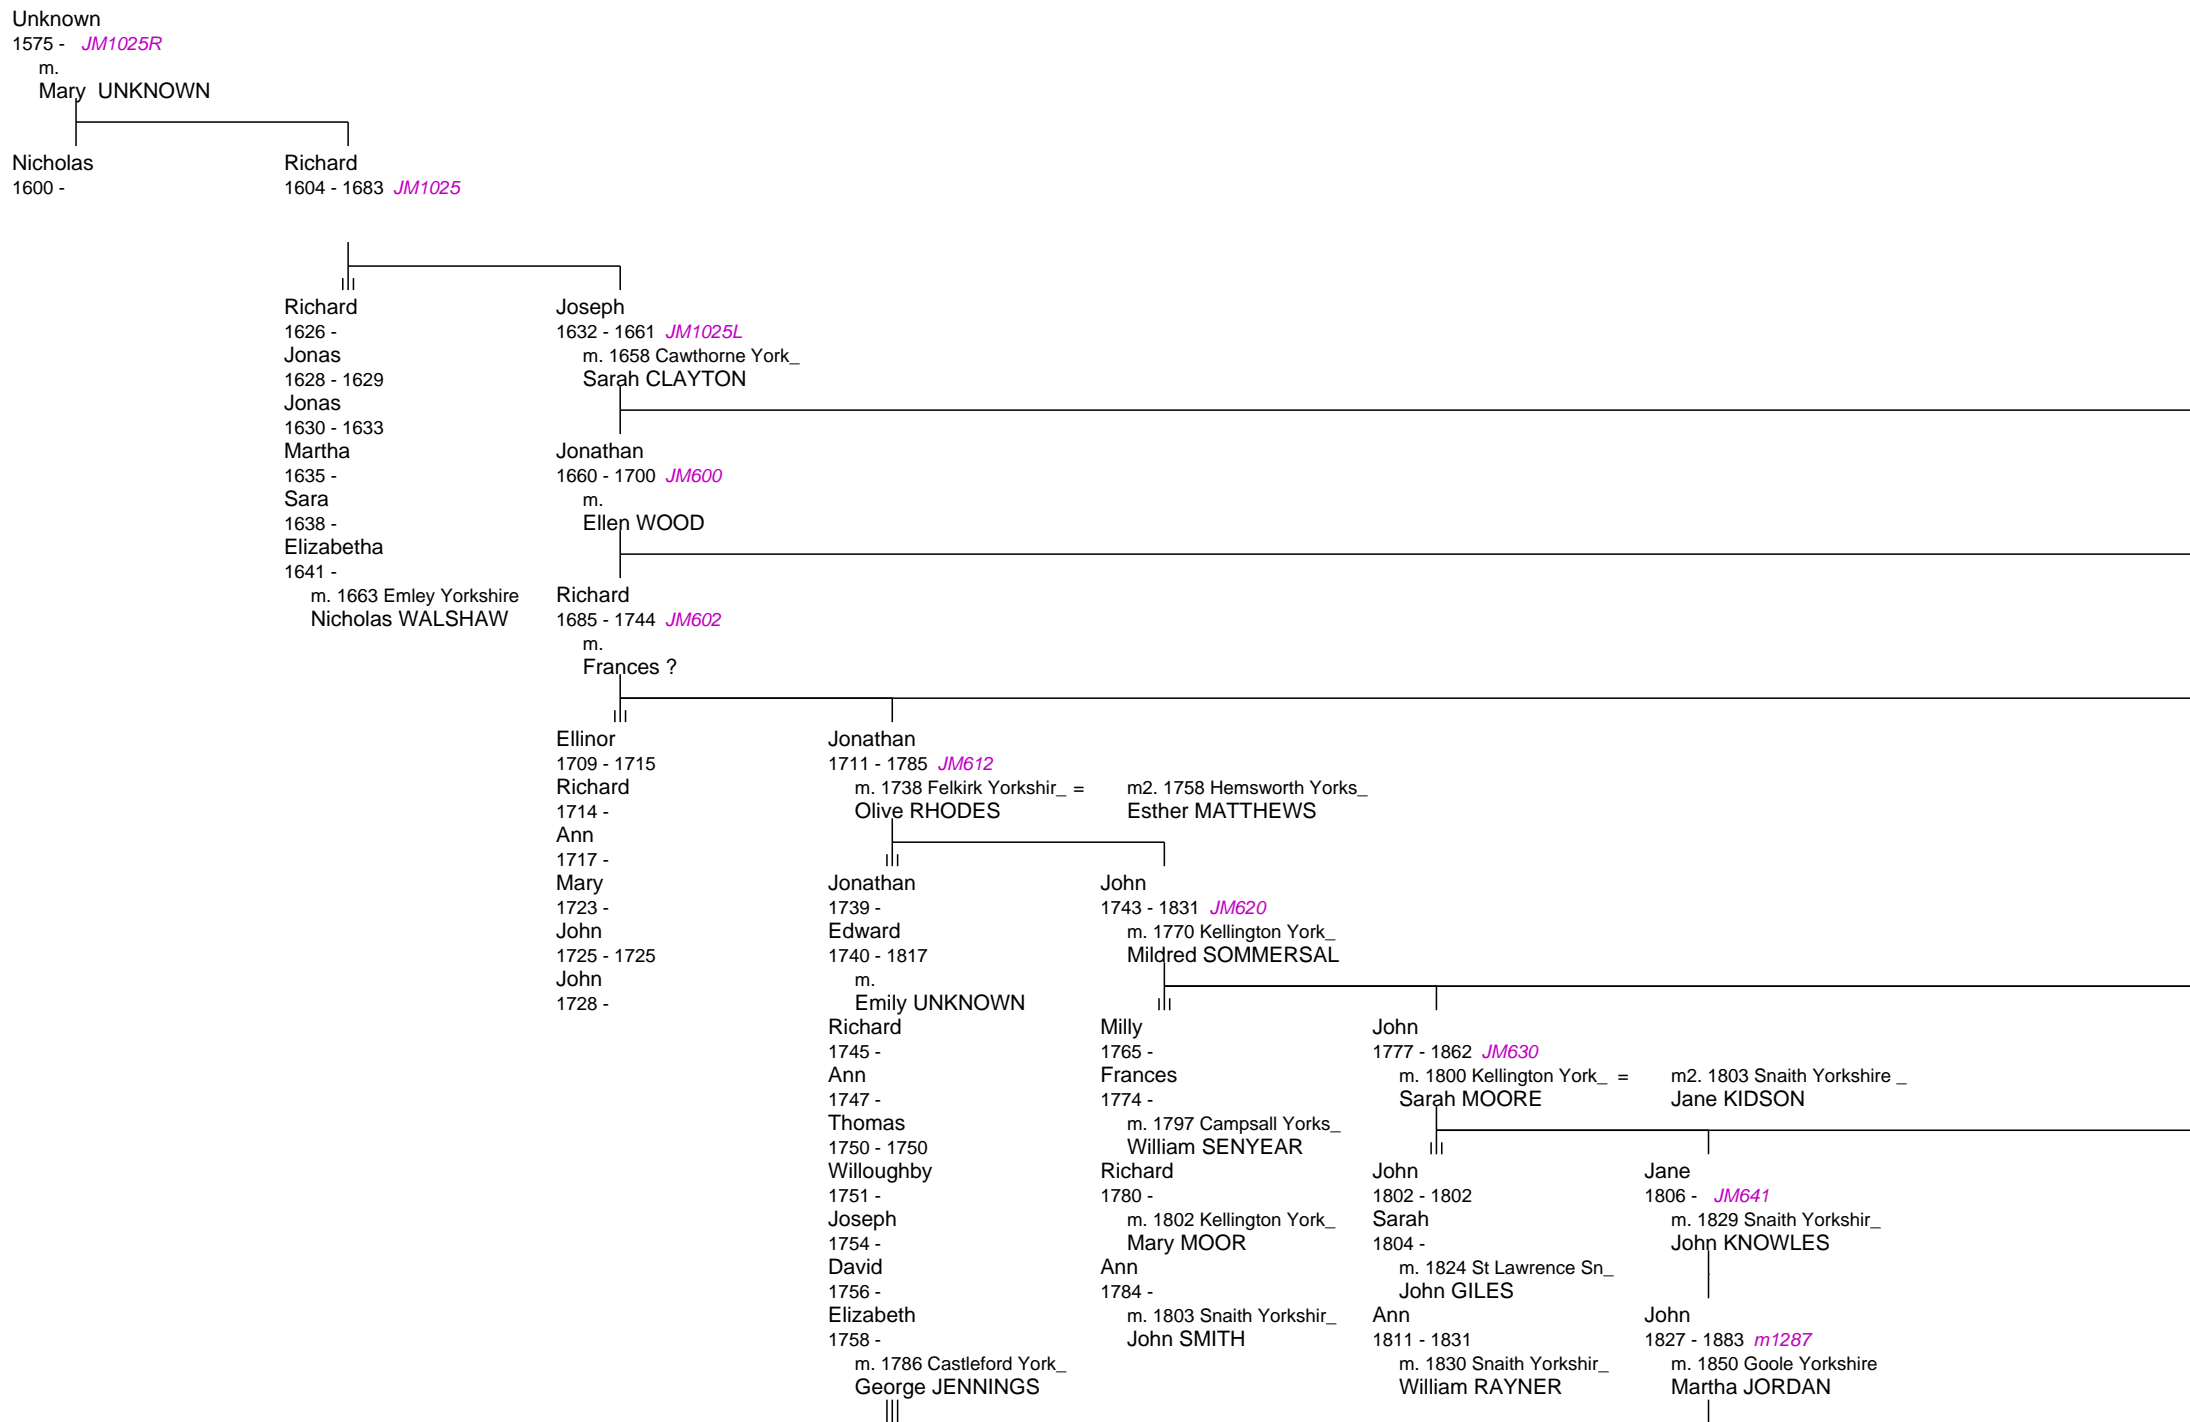 Unknown
1575 - JM1025R
m.
Mary UNKNOWN
Nicholas
1600 -
Richard
1604 - 1683 JM1025
Richard
1626 -
Jonas
1628 - 1629
Jonas
1630 - 1633
Martha
1635 -
Sara
1638 -
Elizabetha
1641 -
m. 1663 Emley Yorkshire
Nicholas WALSHAW
Joseph
1632 - 1661 JM1025L
m. 1658 Cawthorne York_
Sarah CLAYTON
Jonathan
1660 - 1700 JM600
m.
Ellen WOOD
Richard
1685 - 1744 JM602
m.
Frances ?
Ellinor
1709 - 1715
Richard
1714 -
Ann
1717 -
Mary
1723 -
John
1725 - 1725
John
1728 -
Jonathan
1711 - 1785 JM612
m. 1738 Felkirk Yorkshir_ =
Olive RHODES
m2. 1758 Hemsworth Yorks_
Esther MATTHEWS
Jonathan
1739 -
Edward
1740 - 1817
m.
Emily UNKNOWN
Richard
1745 -
Ann
1747 -
Thomas
1750 - 1750
Willoughby
1751 -
Joseph
1754 -
David
1756 -
Elizabeth
1758 -
m. 1786 Castleford York_
George JENNINGS
John
1743 - 1831 JM620
m. 1770 Kellington York_
Mildred SOMMERSAL
Milly
1765 -
Frances
1774 -
m. 1797 Campsall Yorks_
William SENYEAR
Richard
1780 -
m. 1802 Kellington York_
Mary MOOR
Ann
1784 -
m. 1803 Snaith Yorkshir_
John SMITH
John
1777 - 1862 JM630
m. 1800 Kellington York_ =
Sarah MOORE
m2. 1803 Snaith Yorkshire _
Jane KIDSON
John
1802 - 1802
Sarah
1804 -
m. 1824 St Lawrence Sn_
John GILES
Ann
1811 - 1831
m. 1830 Snaith Yorkshir_
William RAYNER
Jane
1806 - JM641
m. 1829 Snaith Yorkshir_
John KNOWLES
John
1827 - 1883 m1287
m. 1850 Goole Yorkshire
Martha JORDAN